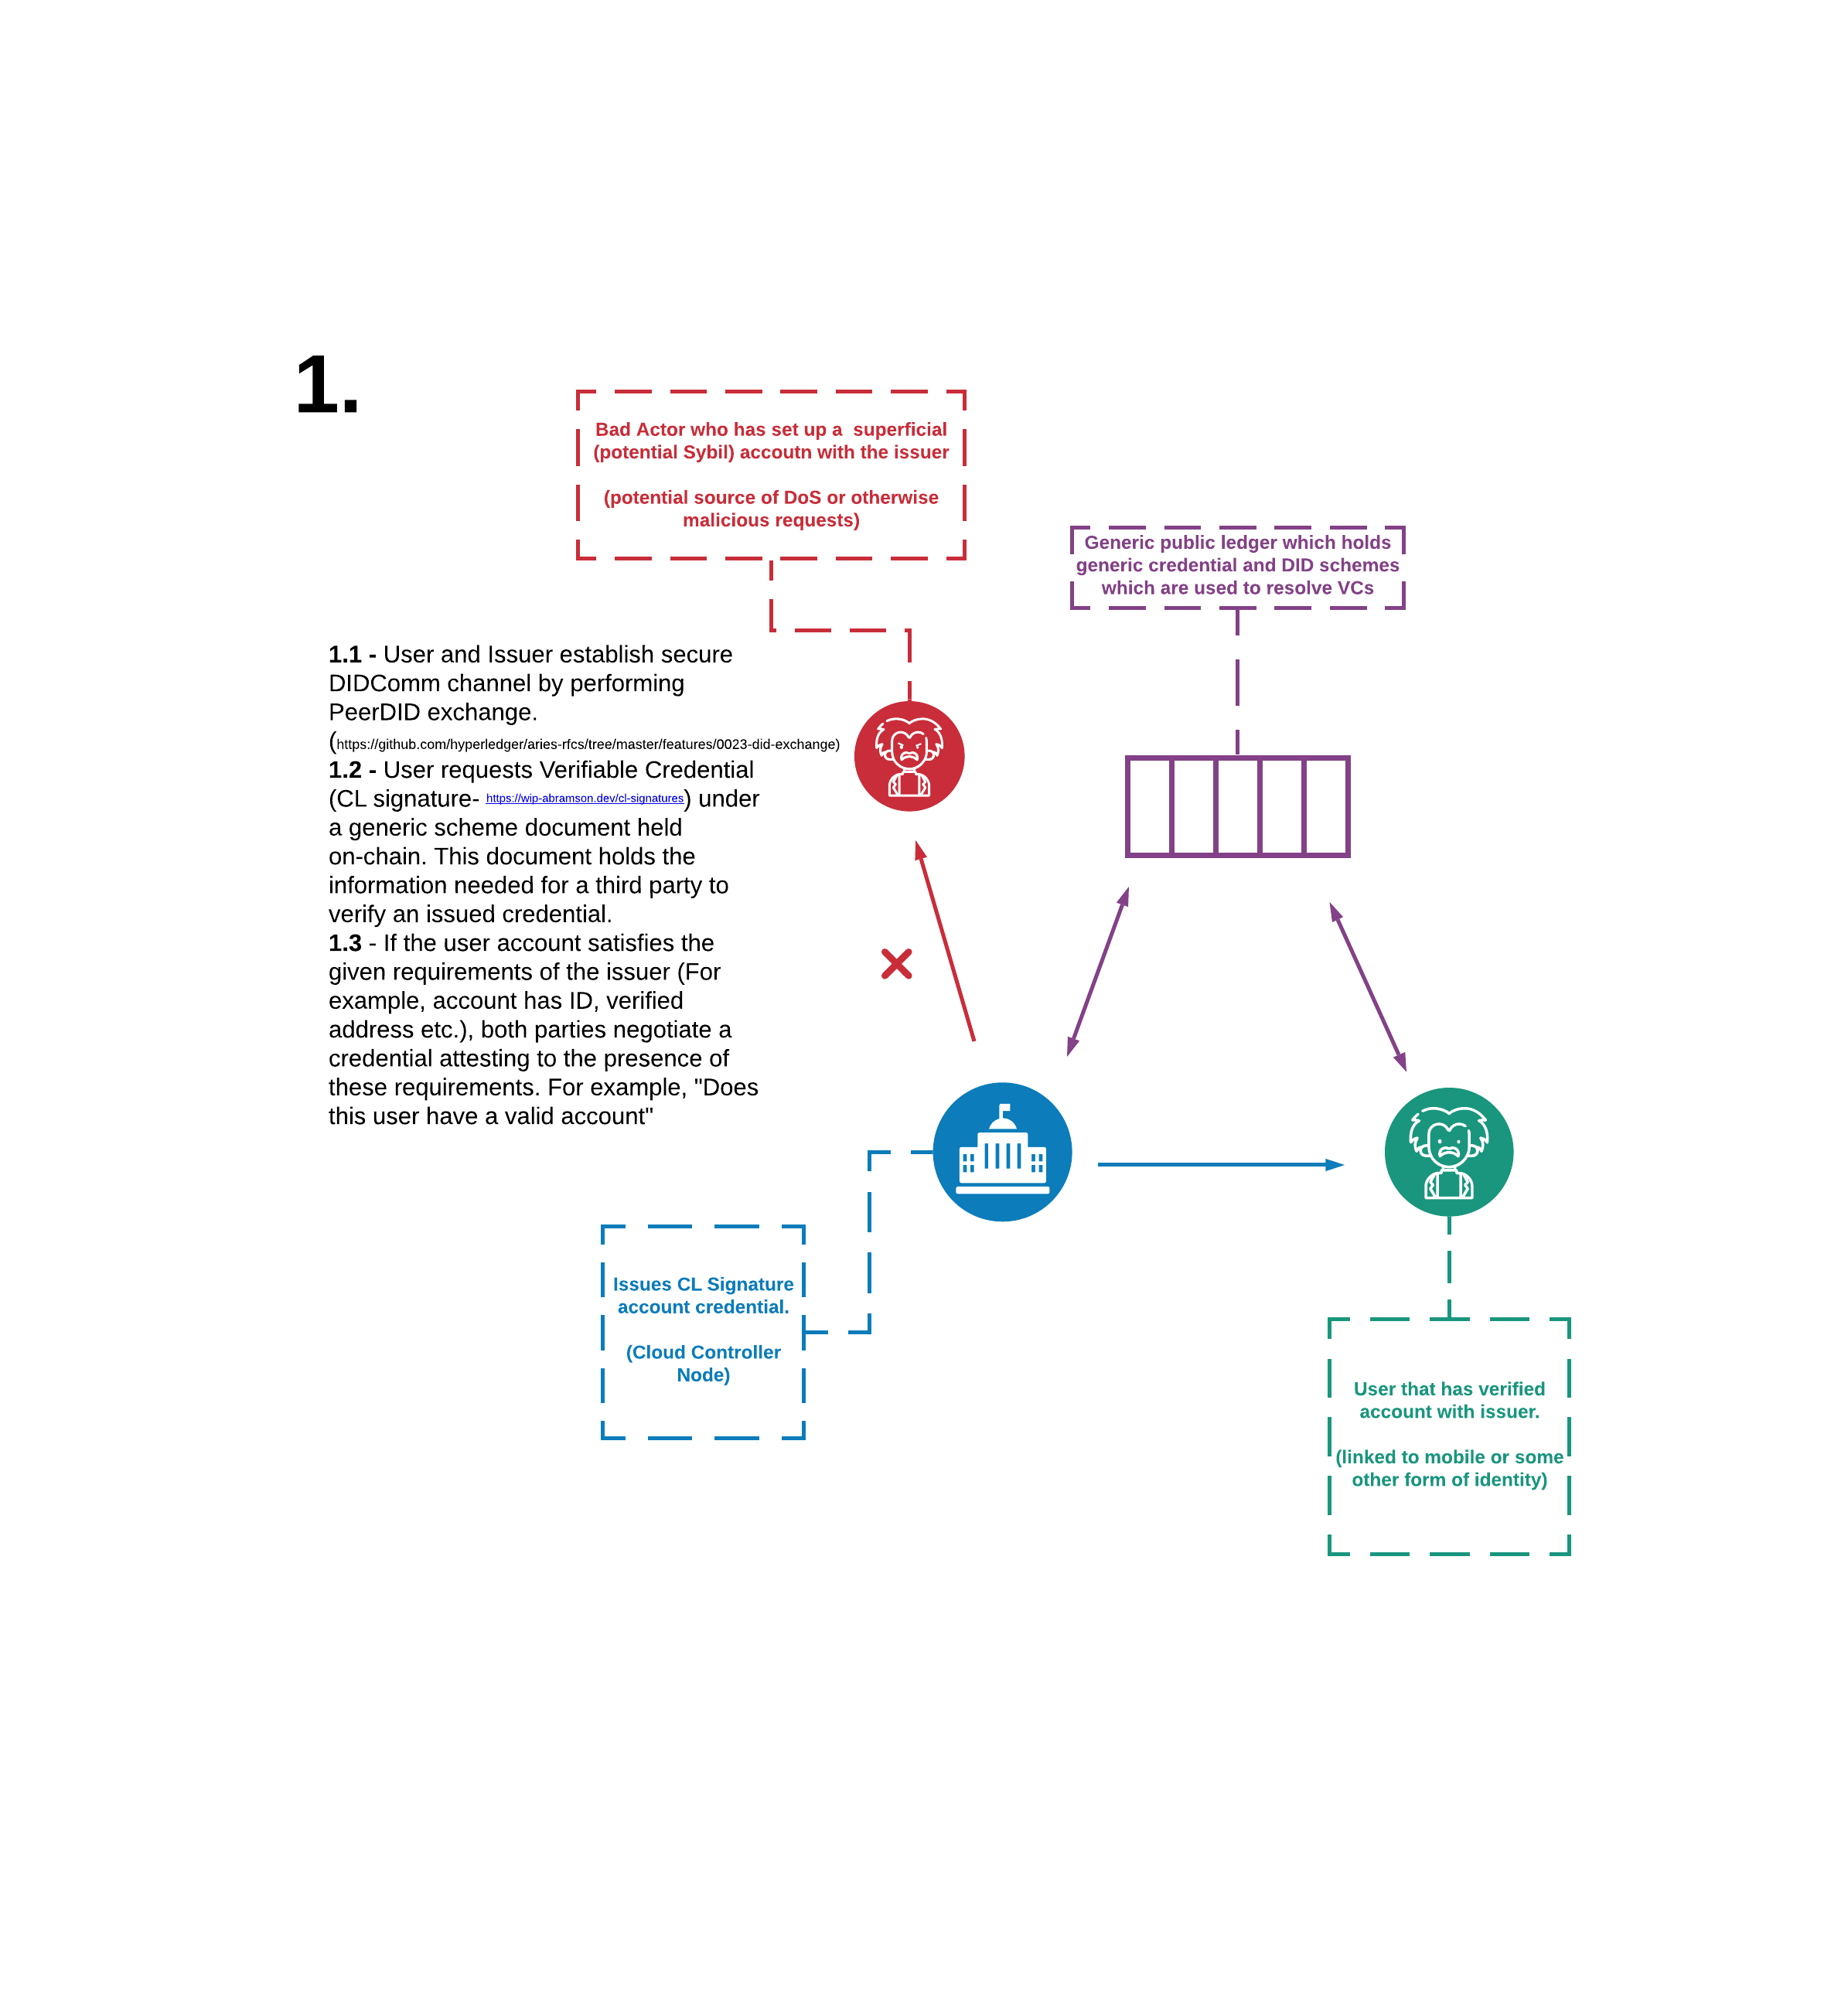 1.
Bad Actor who has set up a  superficial
(potential Sybil) accoutn with the issuer
(potential source of DoS or otherwise
malicious requests)
Generic public ledger which holds
generic credential and DID schemes
which are used to resolve VCs
1.1 - User and Issuer establish secure
DIDComm channel by performing
PeerDID exchange.
(https://github.com/hyperledger/aries-rfcs/tree/master/features/0023-did-exchange)
1.2 - User requests Verifiable Credential
(CL signature- https://wip-abramson.dev/cl-signatures) under
a generic scheme document held
on-chain. This document holds the
information needed for a third party to
verify an issued credential.
1.3 - If the user account satisfies the
given requirements of the issuer (For
example, account has ID, verified
address etc.), both parties negotiate a
credential attesting to the presence of
these requirements. For example, "Does
this user have a valid account"
Issues CL Signature
account credential.
(Cloud Controller
Node)
User that has verified
account with issuer.
(linked to mobile or some
other form of identity)